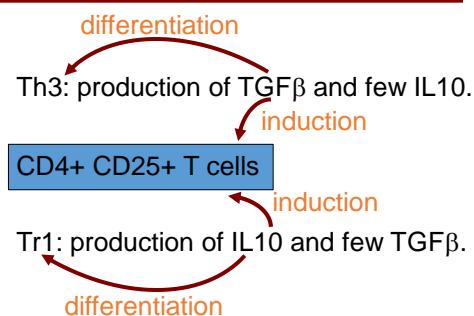 differentiation
Th3: production of TGFβ and few IL10.
induction
CD4+ CD25+ T cells
induction
Tr1: production of IL10 and few TGFβ.
differentiation